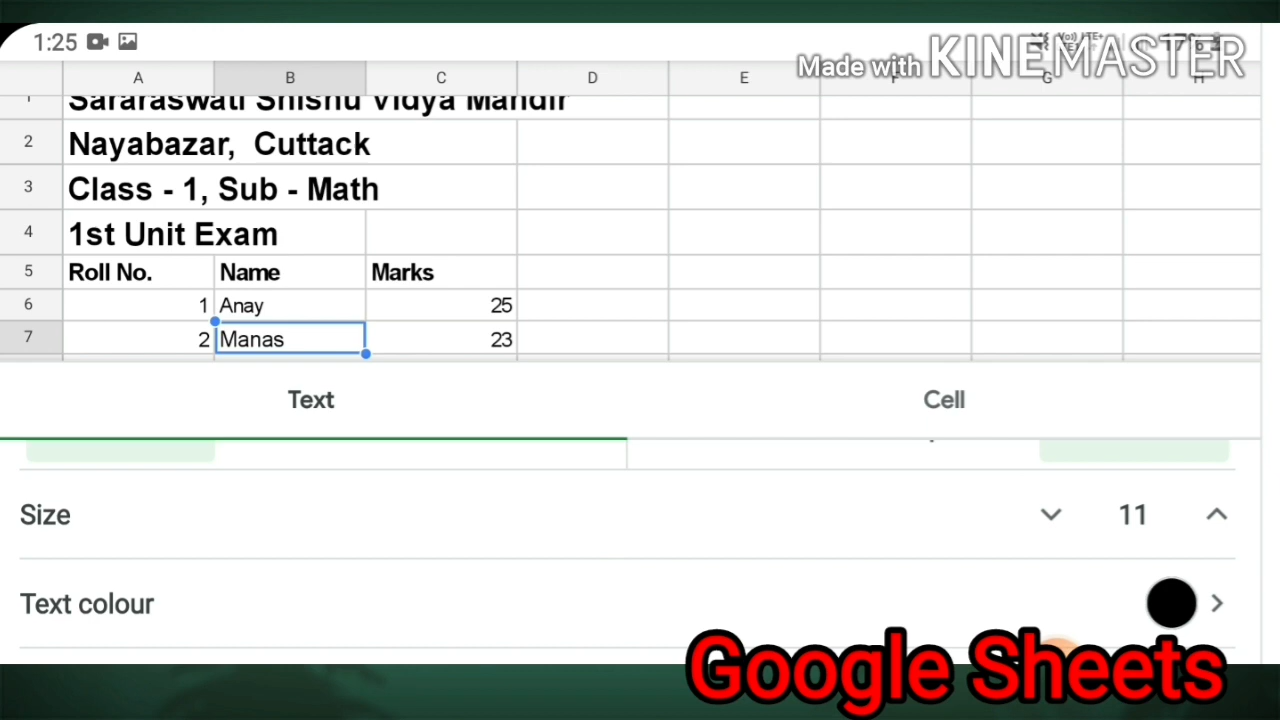 1:25
Made with KINEMASTER
A B C D E F G H
1 Sararaswati Shishu Vidya Mandir
2 Nayabazar, Cuttack
3 Class - 1, Sub - Math
4 1st Unit Exam
5 Roll No. Name Marks
6 1 Anay 25
7 2 Manas 23
Text Cell
Size 11
Text colour
Google Sheets